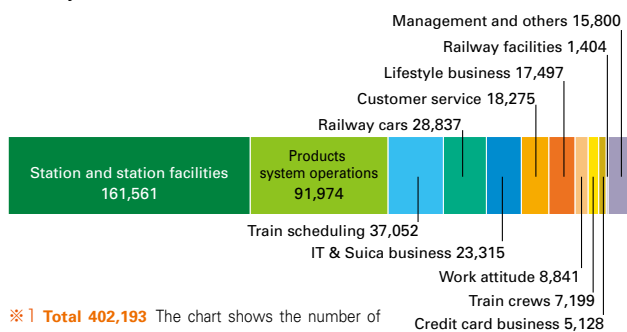 Management and others 15,800
Railway facilities 1,404
Lifestyle business 17,497
Customer service 18,275
Railway cars 28,837
Station and station facilities
161,561
Products
system operations
91,974
Train scheduling 37,052
IT & Suica business 23,315
Work attitude 8,841
Train crews 7,199
Credit card business 5,128
※1 Total 402,193 The chart shows the number of